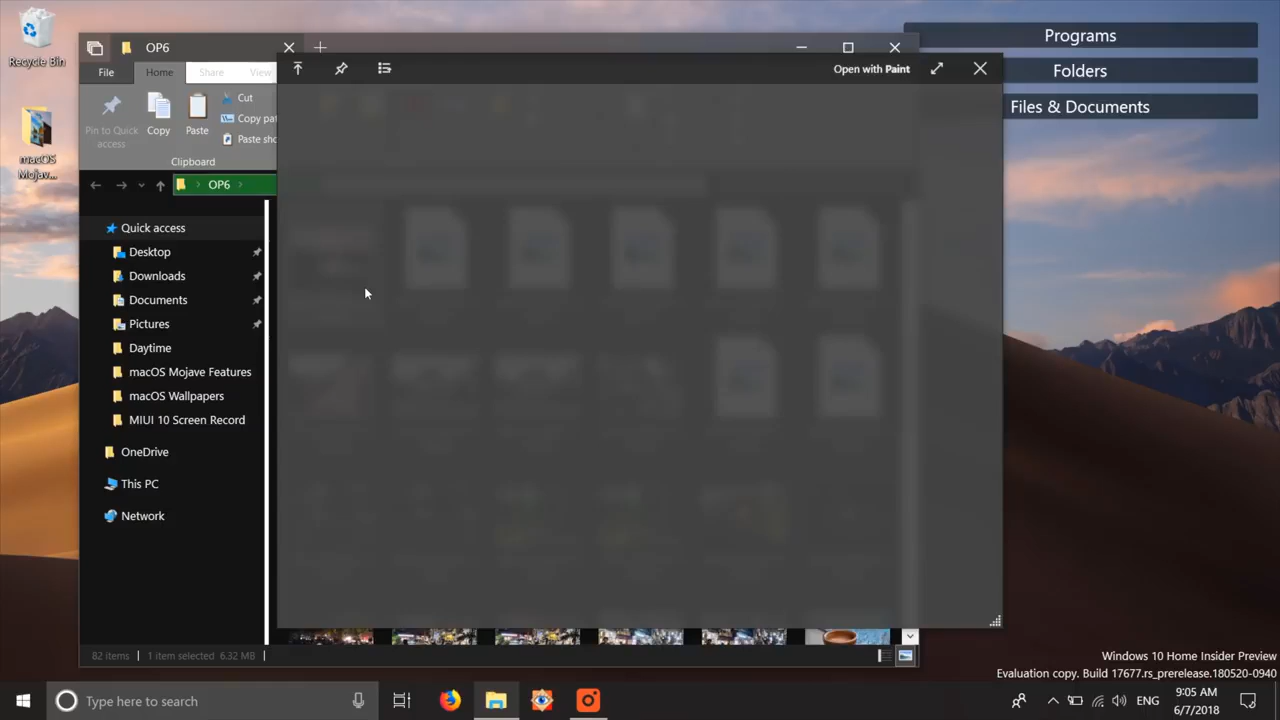 Recycle Bin
macOS
Mojav...
OP6
File
Home
Share
View
Pin to Quick
access
Copy
Paste
Cut
Copy pat
Paste sho
Clipboard
OP6
Quick access
Desktop
Downloads
Documents
Pictures
Daytime
macOS Mojave Features
macOS Wallpapers
MIUI 10 Screen Record
OneDrive
This PC
Network
82 items
1 item selected 6.32 MB
Open with Paint
Programs
Folders
Files & Documents
Windows 10 Home Insider Preview
Evaluation copy. Build 17677.rs_prerelease.180520-0940
Type here to search
ENG
9:05 AM
6/7/2018